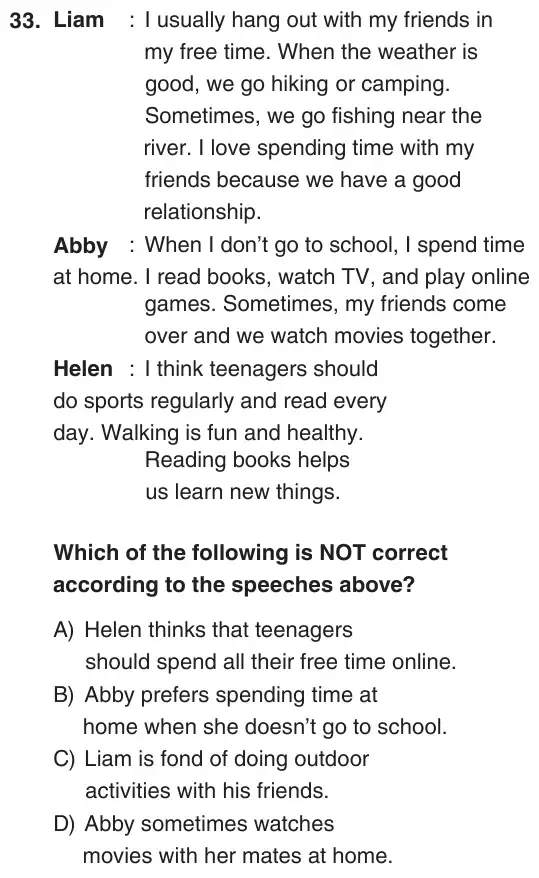 33. Liam : I usually hang out with my friends in
my free time. When the weather is
good, we go hiking or camping.
Sometimes, we go fishing near the
river. I love spending time with my
friends because we have a good
relationship.
Abby : When I don't go to school, I spend time
at home. I read books, watch TV, and play online
games. Sometimes, my friends come
over and we watch movies together.
Helen : I think teenagers should
do sports regularly and read every
day. Walking is fun and healthy.
Reading books helps
us learn new things.
Which of the following is NOT correct
according to the speeches above?
A) Helen thinks that teenagers
should spend all their free time online.
B) Abby prefers spending time at
home when she doesn't go to school.
C) Liam is fond of doing outdoor
activities with his friends.
D) Abby sometimes watches
movies with her mates at home.